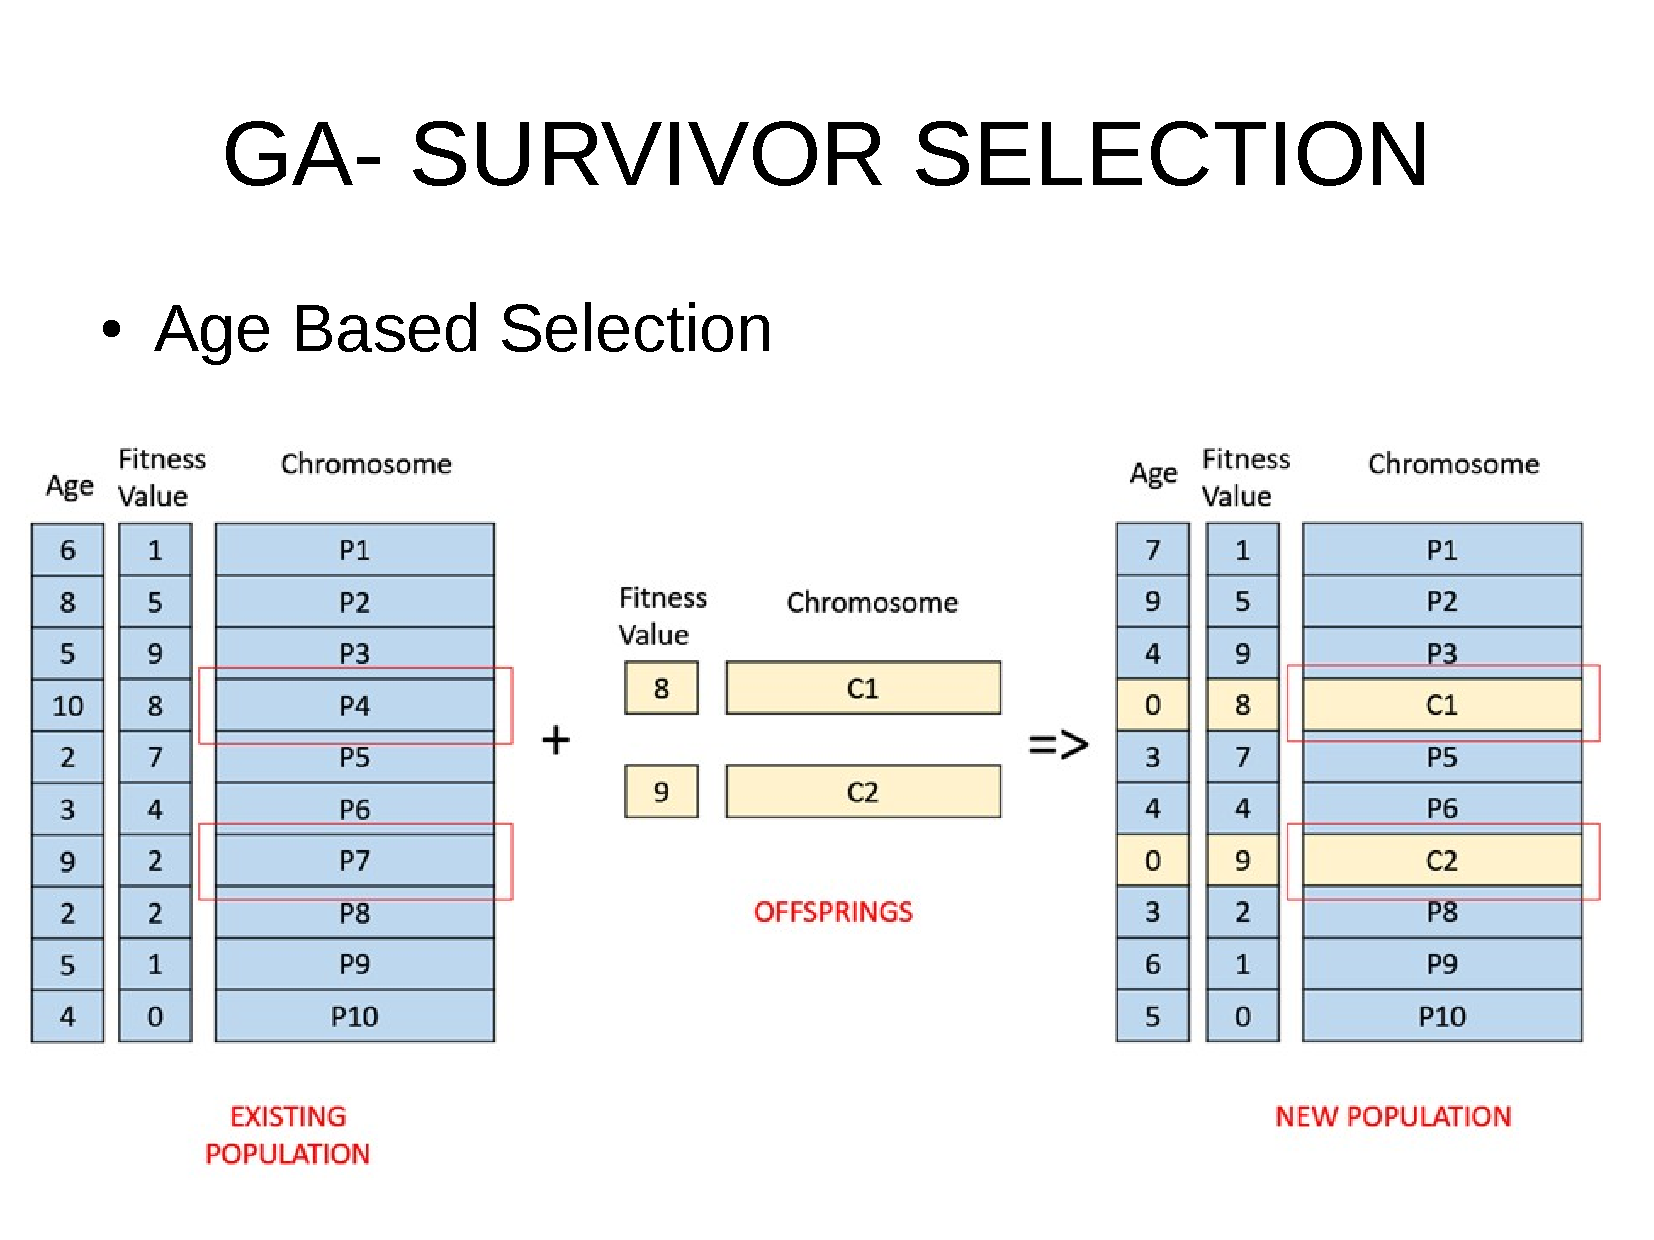 GA- SURVIVOR SELECTION
• Age Based Selection
Age Fitness Value Chromosome
6 1 P1
8 5 P2
5 9 P3
10 8 P4
2 7 P5
3 4 P6
9 2 P7
2 2 P8
5 1 P9
4 0 P10
EXISTING
POPULATION
+
Fitness Value Chromosome
8 C1
9 C2
OFFSPRINGS
=>
Age Fitness Value Chromosome
7 1 P1
9 5 P2
4 9 P3
0 8 C1
3 7 P5
4 4 P6
0 9 C2
3 2 P8
6 1 P9
5 0 P10
NEW POPULATION